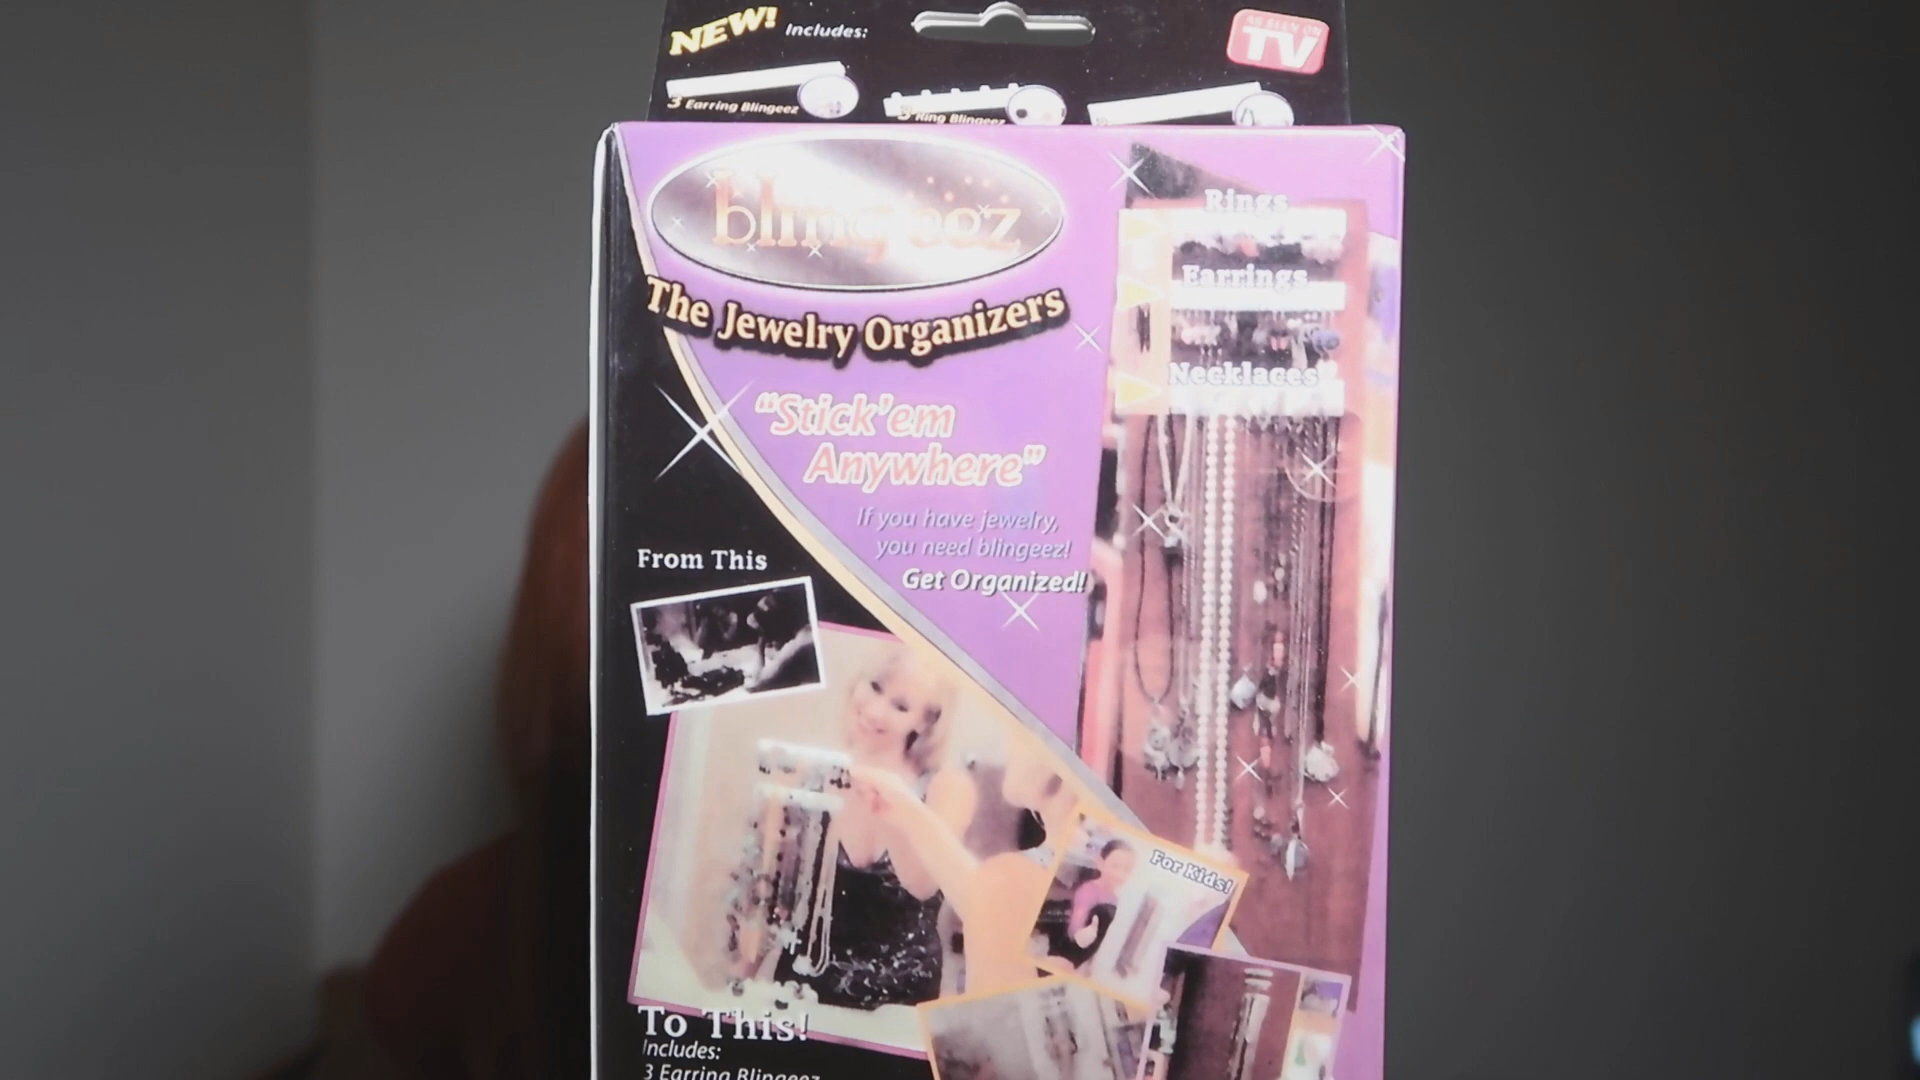 NEW! Includes:
AS SEEN ON
TV
3 Earring Blingeez
3 Ring Blingeez
blingeez
The Jewelry Organizers
"Stick'em
Anywhere"
If you have jewelry,
you need blingeez!
Get Organized!
Rings
Earrings
Necklaces
From This
For Kids!
To This!
Includes:
3 Earring Blingeez